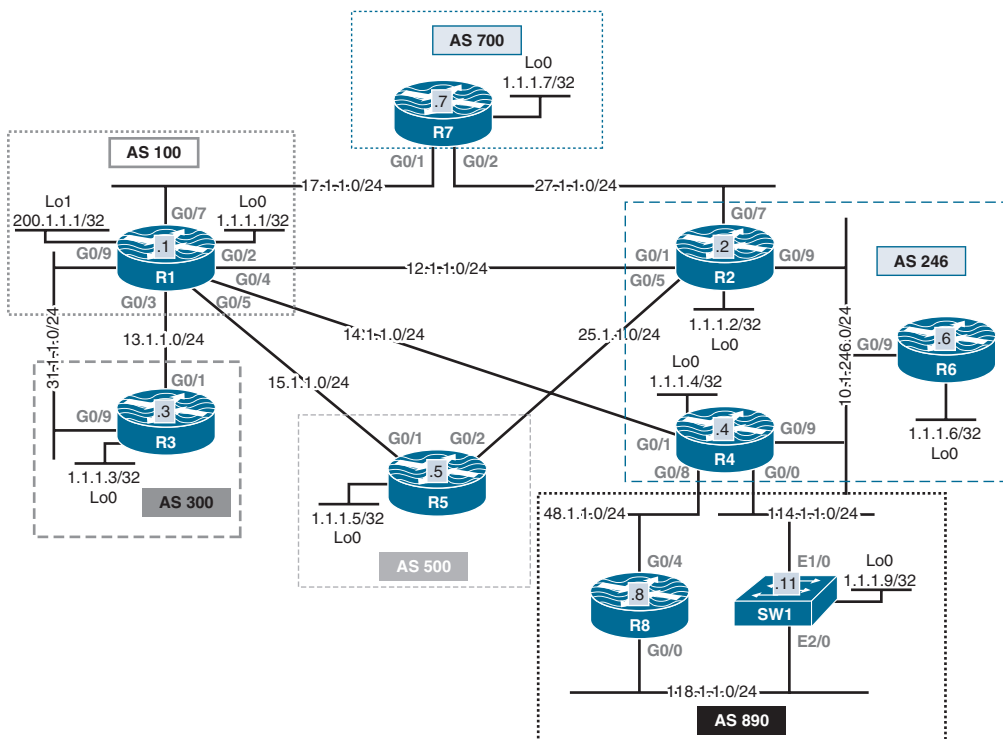 AS 700
Lo0
1.1.1.7/32
.7
R7
G0/1
G0/2
AS 100
17.1.1.0/24
27.1.1.0/24
Lo1
200.1.1.1/32
Lo0
1.1.1.1/32
G0/7
G0/7
.1
R1
G0/9
G0/2
G0/4
G0/3
G0/5
12.1.1.0/24
G0/1
G0/5
.2
R2
G0/9
AS 246
1.1.1.2/32
Lo0
31.1.1.0/24
13.1.1.0/24
14.1.1.0/24
25.1.1.0/24
15.1.1.0/24
10.1.246.0/24
G0/9
.6
R6
1.1.1.6/32
Lo0
Lo0
1.1.1.4/32
G0/1
.4
R4
G0/9
G0/8
G0/0
G0/1
G0/9
.3
R3
1.1.1.3/32
Lo0
AS 300
G0/1
G0/2
.5
R5
1.1.1.5/32
Lo0
AS 500
48.1.1.0/24
114.1.1.0/24
G0/4
.8
R8
G0/0
E1/0
.11
SW1
E2/0
Lo0
1.1.1.9/32
118.1.1.0/24
AS 890